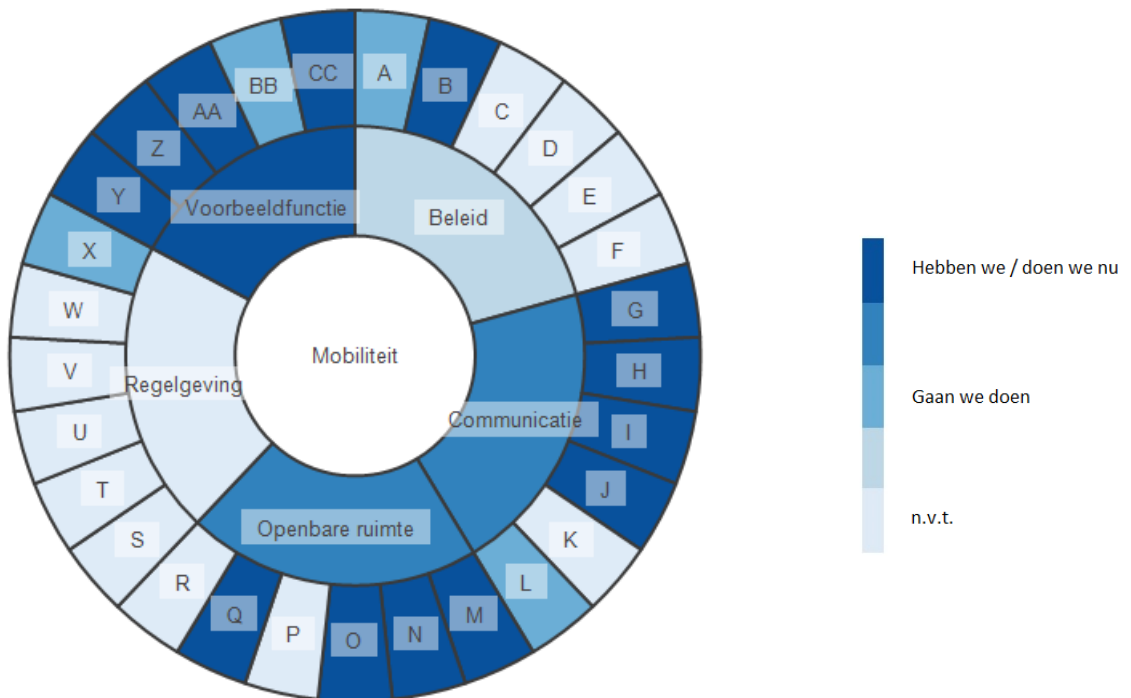 CC
A
BB
B
AA
C
Z
D
Y
E
Voorbeeldfunctie
Beleid
X
F
Hebben we / doen we nu
W
G
Mobiliteit
V
H
Regelgeving
Gaan we doen
Communicatie
U
I
T
J
n.v.t.
Openbare ruimte
S
K
R
L
Q
M
P
O
N